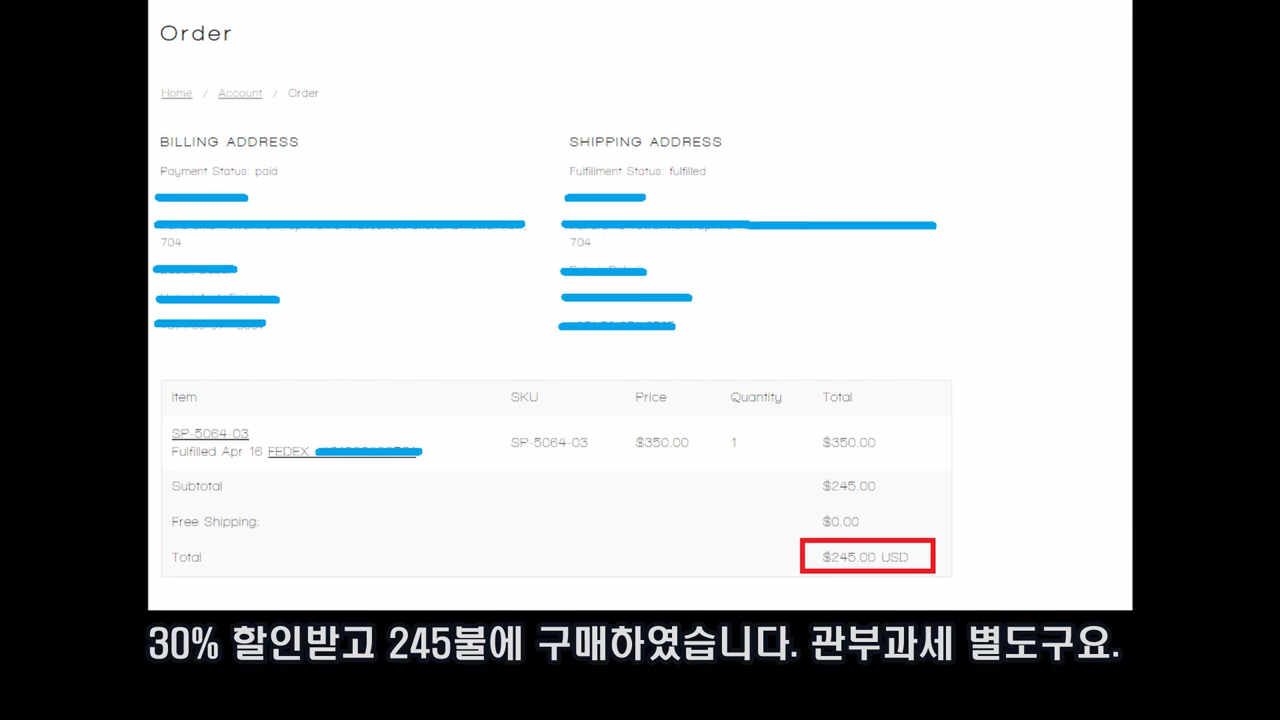 Order
Home / Account / Order
BILLING ADDRESS
Payment Status: paid
704
SHIPPING ADDRESS
Fulfillment Status: fulfilled
704
Item SKU Price Quantity Total
SP-5064-03
Fulfilled Apr 16 FEDEX
SP-5064-03 $350.00 1 $350.00
Subtotal $245.00
Free Shipping: $0.00
Total $245.00 USD
30% 할인받고 245불에 구매하였습니다. 관부과세 별도구요.